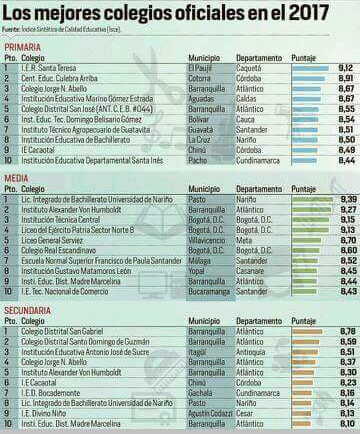 Los mejores colegios oficiales en el 2017
Fuente: Índice Sintético de Calidad Educativa (Isce).
PRIMARIA
Pto. Colegio Municipio Departamento Puntaje
1 I.E.R. Santa Teresa El Paujil Caquetá 9,12
2 Cent. Educ. Culebra Arriba Cotorra Córdoba 8,91
3 Colegio Jorge N. Abello Barranquilla Atlántico 8,67
4 Institución Educativa Marino Gómez Estrada Aguadas Caldas 8,67
5 Colegio Distrital San José (ANT. C.E.B. #044) Barranquilla Atlántico 8,55
6 Inst. Educ. Tec. Domingo Belisario Gómez Bolívar Cauca 8,54
7 Instituto Técnico Agropecuario de Guatavita Guavatá Santander 8,51
8 Institución Educativa de Bachillerato La Cruz Nariño 8,50
9 IE Cacaotal Chinú Córdoba 8,49
10 Institución Educativa Departamental Santa Inés Pacho Cundinamarca 8,44
MEDIA
Pto. Colegio Municipio Departamento Puntaje
1 Lic. Integrado de Bachillerato Universidad de Nariño Pasto Nariño 9,39
2 Instituto Alexander Von Humboldt Barranquilla Atlántico 9,27
3 Institución Técnica Central Bogotá, D.C. Bogotá, D.C. 9,15
4 Liceo del Ejército Patria Sector Norte B Bogotá, D.C. Bogotá, D.C. 9,13
5 Liceo General Serviez Villavicencio Meta 8,70
6 Colegio Real Escandinavo Bogotá, D.C. Bogotá, D.C. 8,60
7 Escuela Normal Superior Francisco de Paula Santander Málaga Santander 8,52
8 Institución Gustavo Matamoros León Yopal Casanare 8,45
9 Insti. Educ. Dist. Madre Marcelina Barranquilla Atlántico 8,44
10 I.E. Tec. Nacional de Comercio Bucaramanga Santander 8,43
SECUNDARIA
Pto. Colegio Municipio Departamento Puntaje
1 Colegio Distrital San Gabriel Barranquilla Atlántico 8,78
2 Colegio Distrital Santo Domingo de Guzmán Barranquilla Atlántico 8,59
3 Institución Educativa Antonio José de Sucre Itagüí Antioquia 8,51
4 Colegio Jorge N. Abello Barranquilla Atlántico 8,37
5 Instituto Alexander Von Humboldt Barranquilla Atlántico 8,30
6 I.E Cacaotal Chinú Córdoba 8,23
7 I.E.D. Bocademonte Gachala Cundinamarca 8,16
8 Lic. Integrado de Bachillerato Universidad de Nariño Pasto Nariño 8,14
9 I.E. Divino Niño Agustín Codazzi Cesar 8,13
10 Insti. Educ. Dist. Madre Marcelina Barranquilla Atlántico 8,10